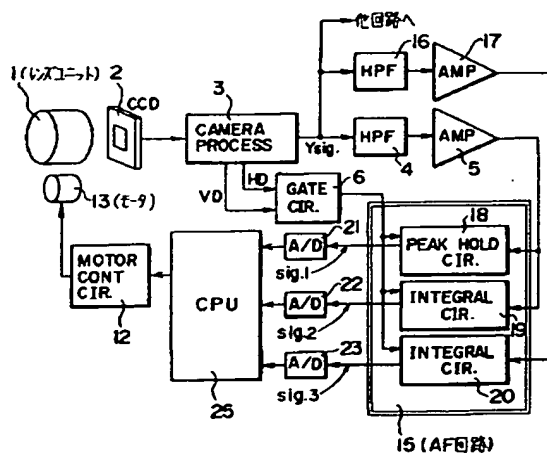 他回路へ
16
17
1(レンズユニット)
2
CCD
3
HPF
AMP
CAMERA
PROCESS
Ysig.
HPF
AMP
4
5
HD
VD
6
GATE
CIR.
13(モータ)
18
21
A/D
PEAK HOLD
CIR.
sig.1
MOTOR
CONT
CIR.
12
CPU
22
A/D
INTEGRAL
CIR.
19
sig.2
23
A/D
INTEGRAL
CIR.
20
sig.3
25
15(AF回路)